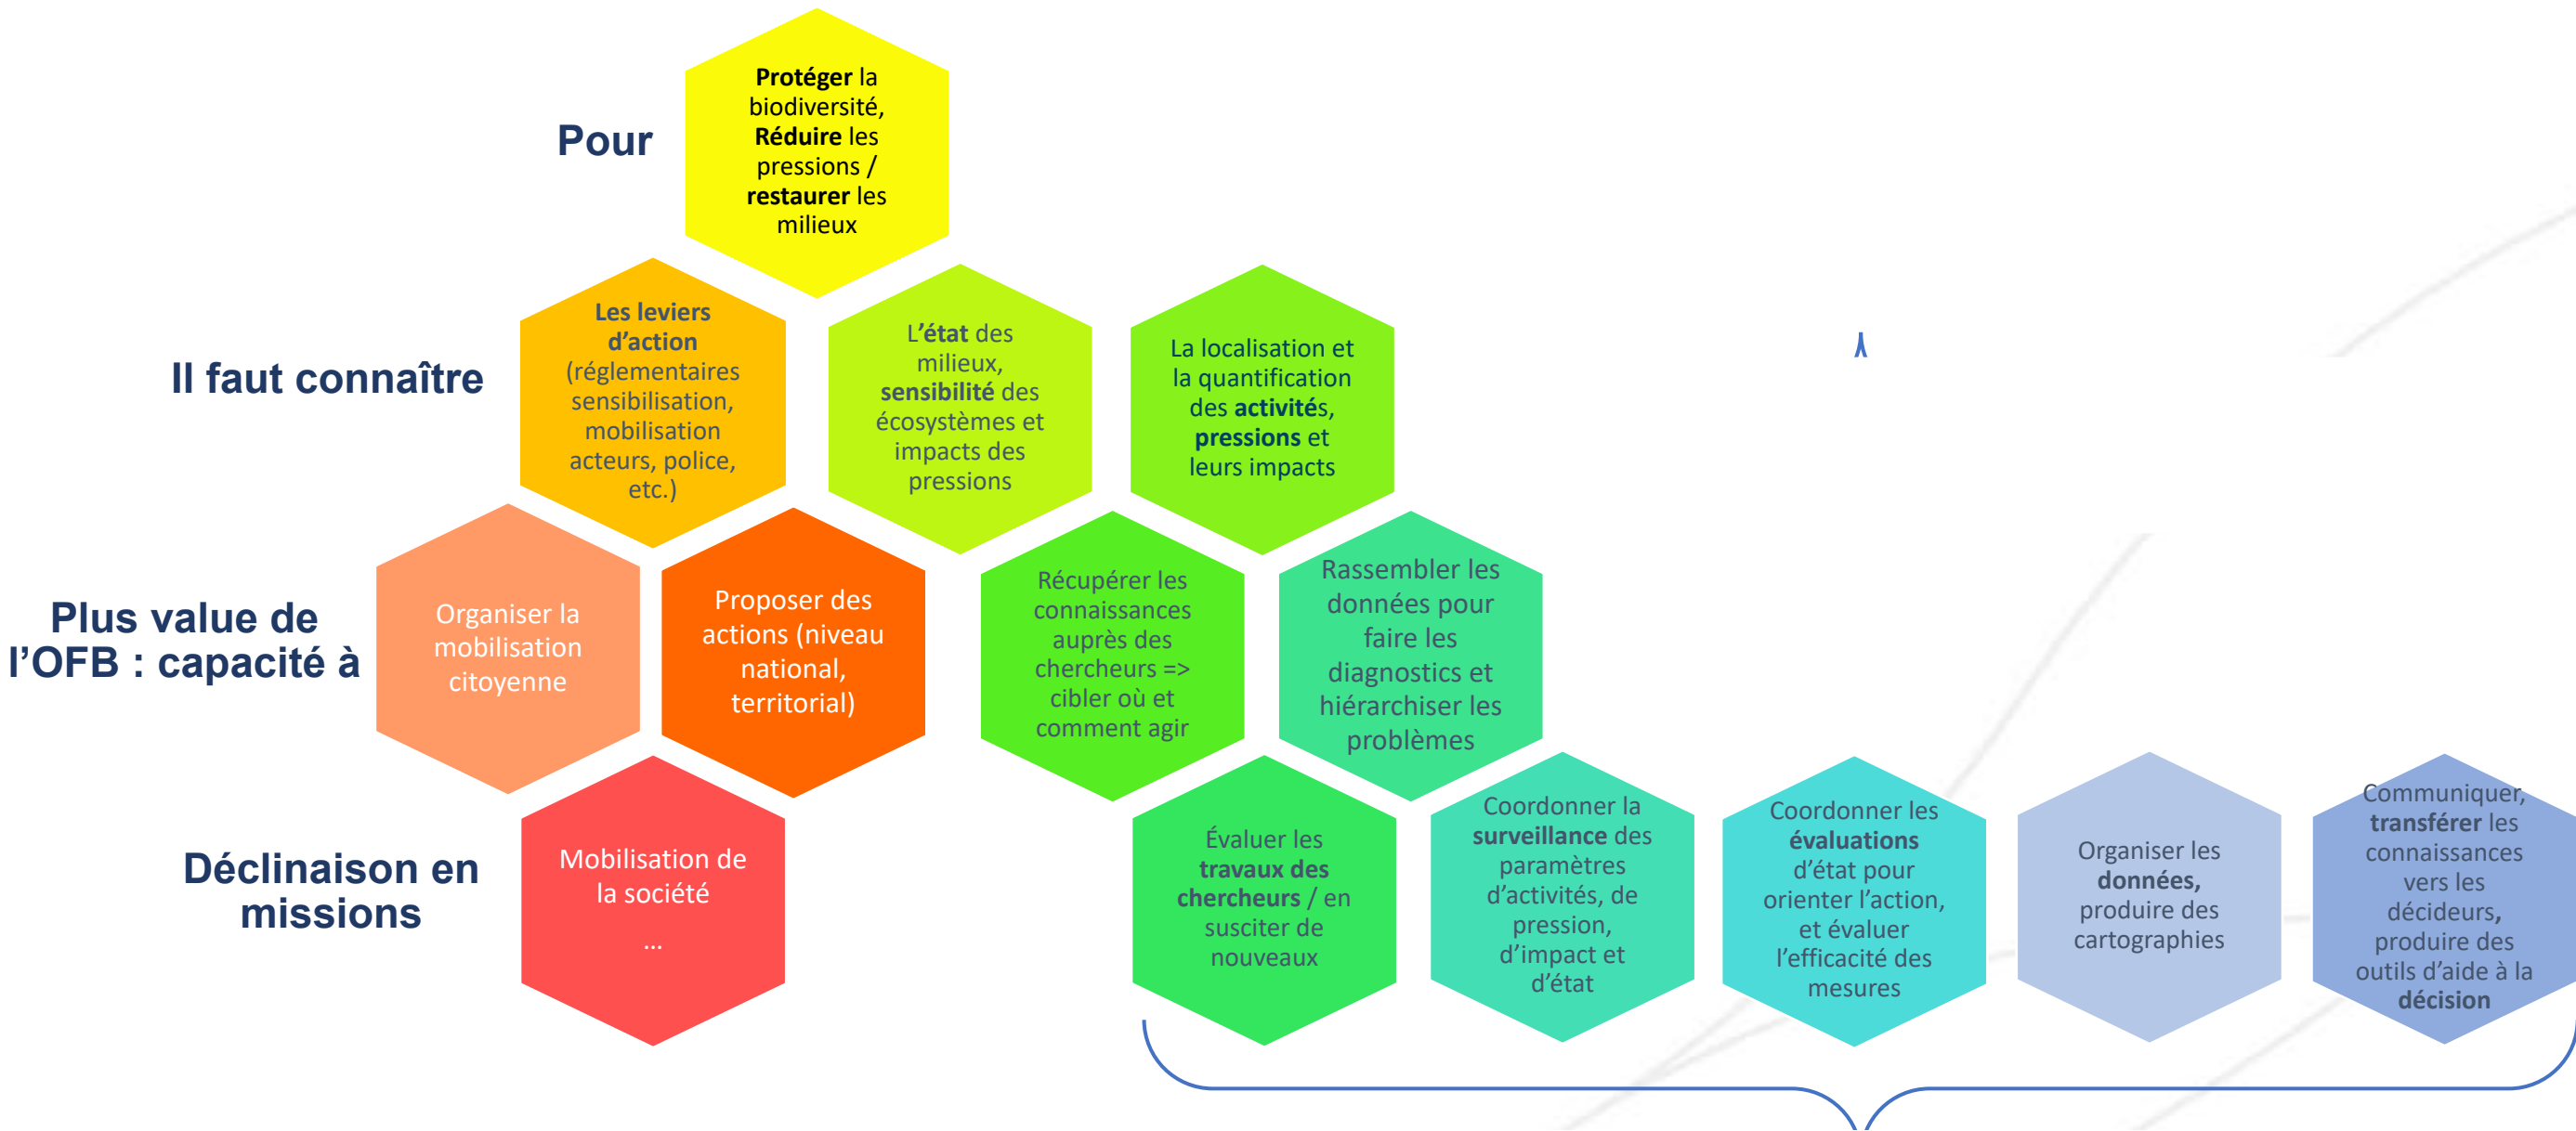 Pour
Protéger la
biodiversité,
Réduire les
pressions /
restaurer les
milieux
Il faut connaître
Les leviers
d’action
(réglementaires
sensibilisation,
mobilisation
acteurs, police,
etc.)
L’état des
milieux,
sensibilité des
écosystèmes et
impacts des
pressions
La localisation et
la quantification
des activités,
pressions et
leurs impacts
Plus value de
l’OFB : capacité à
Organiser la
mobilisation
citoyenne
Proposer des
actions (niveau
national,
territorial)
Récupérer les
connaissances
auprès des
chercheurs =>
cibler où et
comment agir
Rassembler les
données pour
faire les
diagnostics et
hiérarchiser les
problèmes
Déclinaison en
missions
Mobilisation de
la société
...
Évaluer les
travaux des
chercheurs / en
susciter de
nouveaux
Coordonner la
surveillance des
paramètres
d’activités, de
pression,
d’impact et
d’état
Coordonner les
évaluations
d’état pour
orienter l’action,
et évaluer
l’efficacité des
mesures
Organiser les
données,
produire des
cartographies
Communiquer,
transférer les
connaissances
vers les
décideurs,
produire des
outils d’aide à la
décision